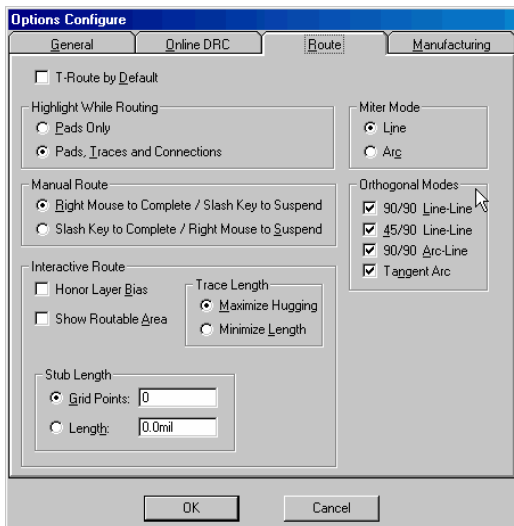 Options Configure
General
Online DRC
Route
Manufacturing
T-Route by Default
Highlight While Routing
Pads Only
Pads, Traces and Connections
Miter Mode
Line
Arc
Manual Route
Right Mouse to Complete / Slash Key to Suspend
Slash Key to Complete / Right Mouse to Suspend
Orthogonal Modes
90/90 Line-Line
45/90 Line-Line
90/90 Arc-Line
Tangent Arc
Interactive Route
Honor Layer Bias
Show Routable Area
Trace Length
Maximize Hugging
Minimize Length
Stub Length
Grid Points: 0
Length: 0.0mil
OK
Cancel